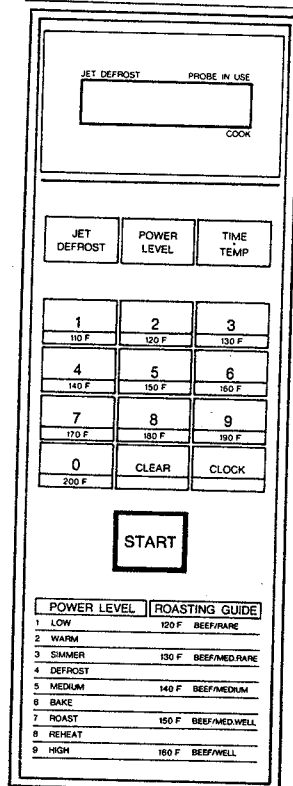 JET DEFROST PROBE IN USE
COOK
JET DEFROST POWER LEVEL TIME • TEMP
1 2 3
110 F 120 F 130 F
4 5 6
140 F 150 F 160 F
7 8 9
170 F 180 F 190 F
0 CLEAR CLOCK
200 F
START
POWER LEVEL ROASTING GUIDE
1 LOW 120 F BEEF/RARE
2 WARM
3 SIMMER 130 F BEEF/MED.RARE
4 DEFROST
5 MEDIUM 140 F BEEF/MEDIUM
6 BAKE
7 ROAST 150 F BEEF/MED.WELL
8 REHEAT
9 HIGH 160 F BEEF/WELL